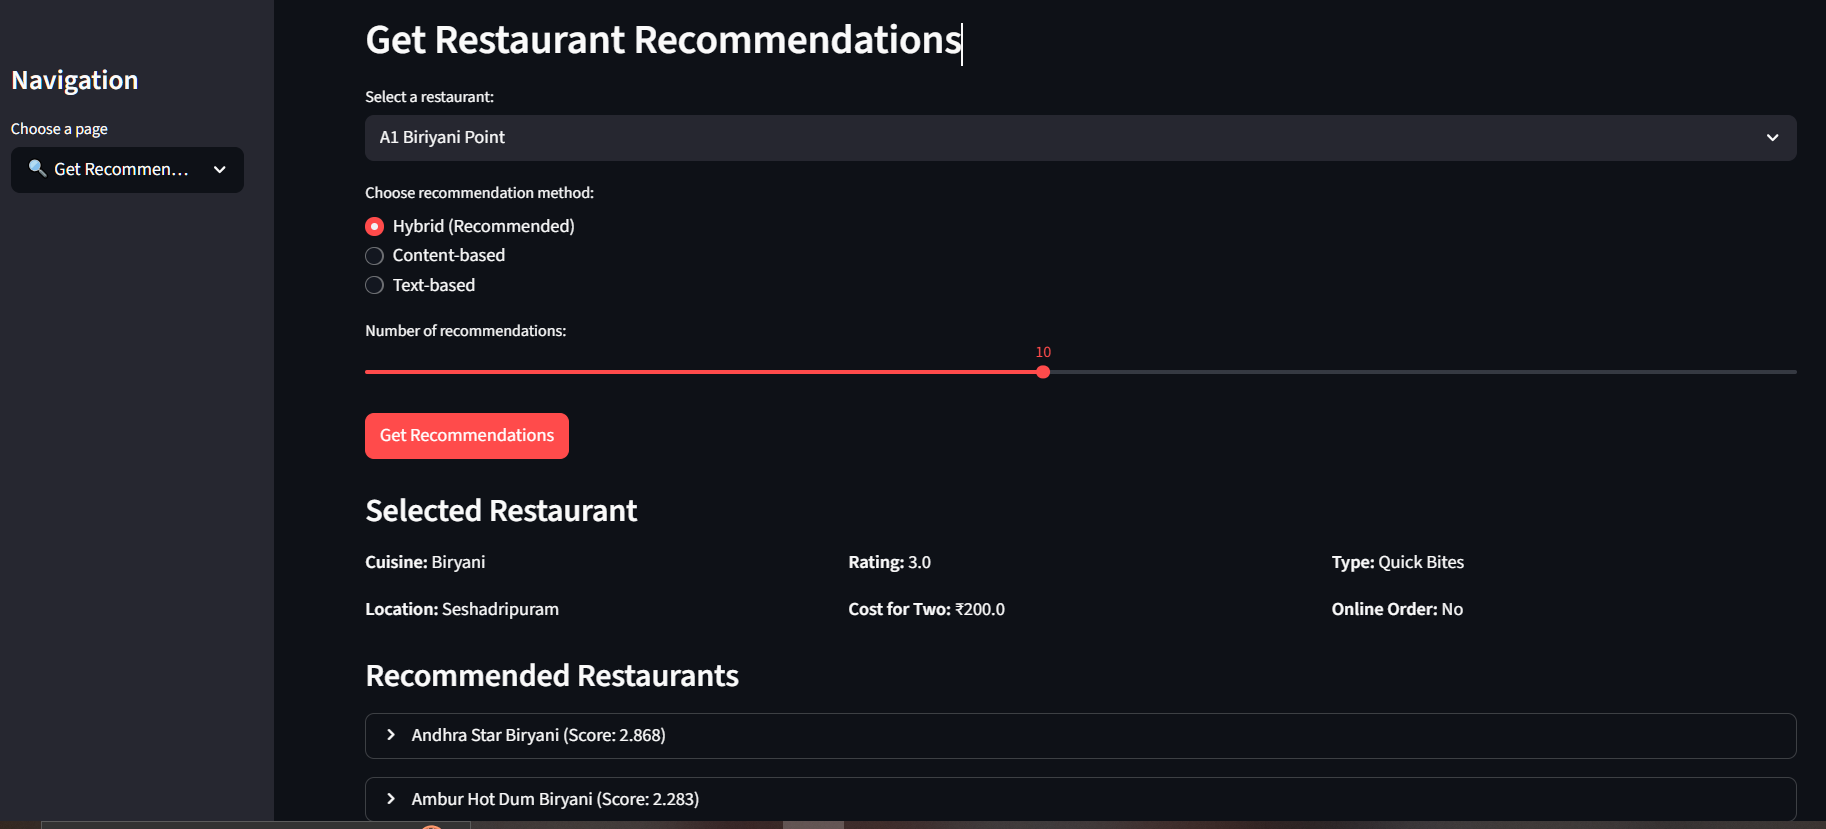 Navigation
Choose a page
🔍 Get Recommen...
Get Restaurant Recommendations
Select a restaurant:
A1 Biriyani Point
Choose recommendation method:
Hybrid (Recommended)
Content-based
Text-based
Number of recommendations:
10
Get Recommendations
Selected Restaurant
Cuisine: Biryani Rating: 3.0 Type: Quick Bites
Location: Seshadripuram Cost for Two: ₹200.0 Online Order: No
Recommended Restaurants
Andhra Star Biryani (Score: 2.868)
Ambur Hot Dum Biryani (Score: 2.283)